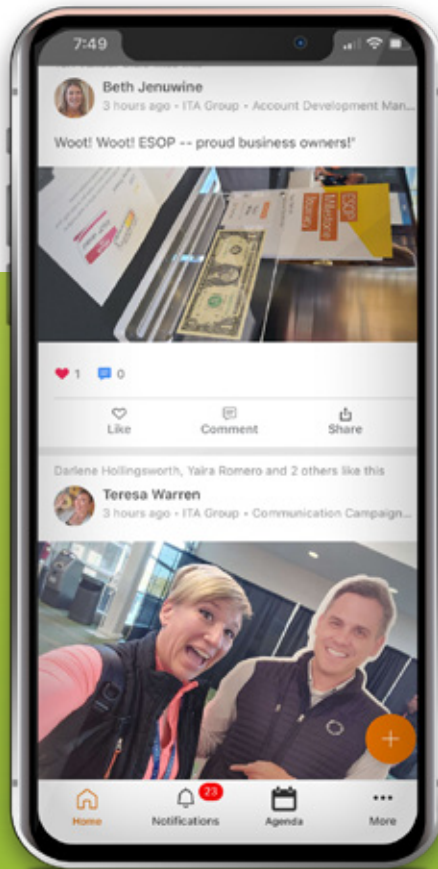 7:49
Beth Jenuwine
3 hours ago • ITA Group • Account Development Man...
Woot! Woot! ESOP -- proud business owners!"
ESOP
Milestone
1
0
Like
Comment
Share
Darlene Hollingsworth, Yaira Romero and 2 others like this
Teresa Warren
3 hours ago • ITA Group • Communication Campaign...
+
Home
23
Notifications
Agenda
More